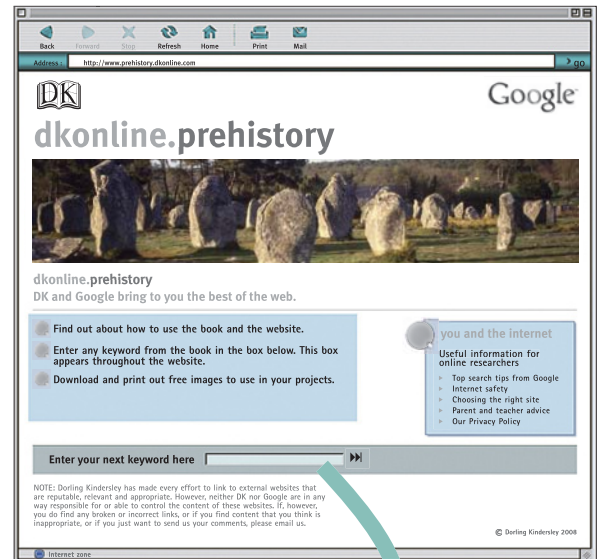 Back Forward Stop Refresh Home Print Mail
Address : http://www.prehistory.dkonline.com go
DK Google
dkonline.prehistory
dkonline.prehistory
DK and Google bring to you the best of the web.
Find out about how to use the book and the website.
Enter any keyword from the book in the box below. This box
appears throughout the website.
Download and print out free images to use in your projects.
you and the internet
Useful information for
online researchers
Top search tips from Google
Internet safety
Choosing the right site
Parent and teacher advice
Our Privacy Policy
Enter your next keyword here
NOTE: Dorling Kindersley has made every effort to link to external websites that
are reputable, relevant and appropriate. However, neither DK nor Google are in any
way responsible for or able to control the content of these websites. If, however,
you do find any broken or incorrect links, or if you find content that you think is
inappropriate, or if you just want to send us your comments, please email us.
© Dorling Kindersley 2008
Internet zone